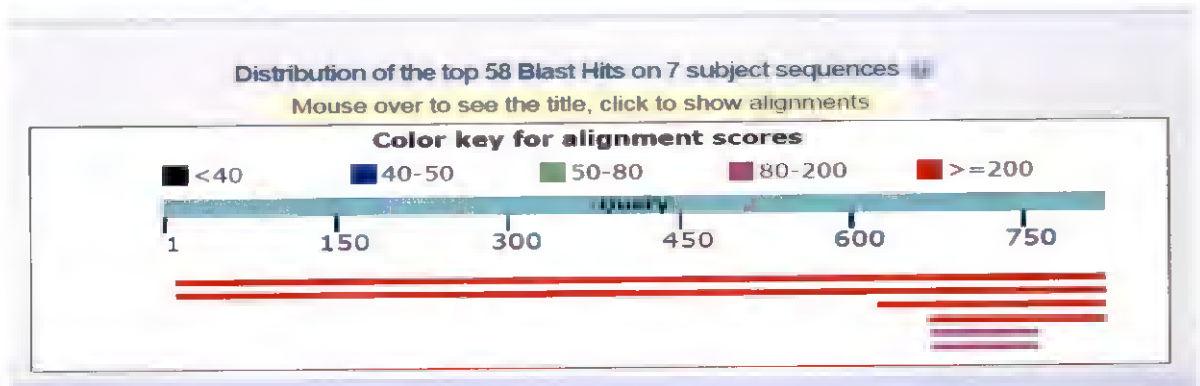 Distribution of the top 58 Blast Hits on 7 subject sequences
Mouse over to see the title, click to show alignments
Color key for alignment scores
<40 40-50 50-80 80-200 >=200
Query
1 150 300 450 600 750